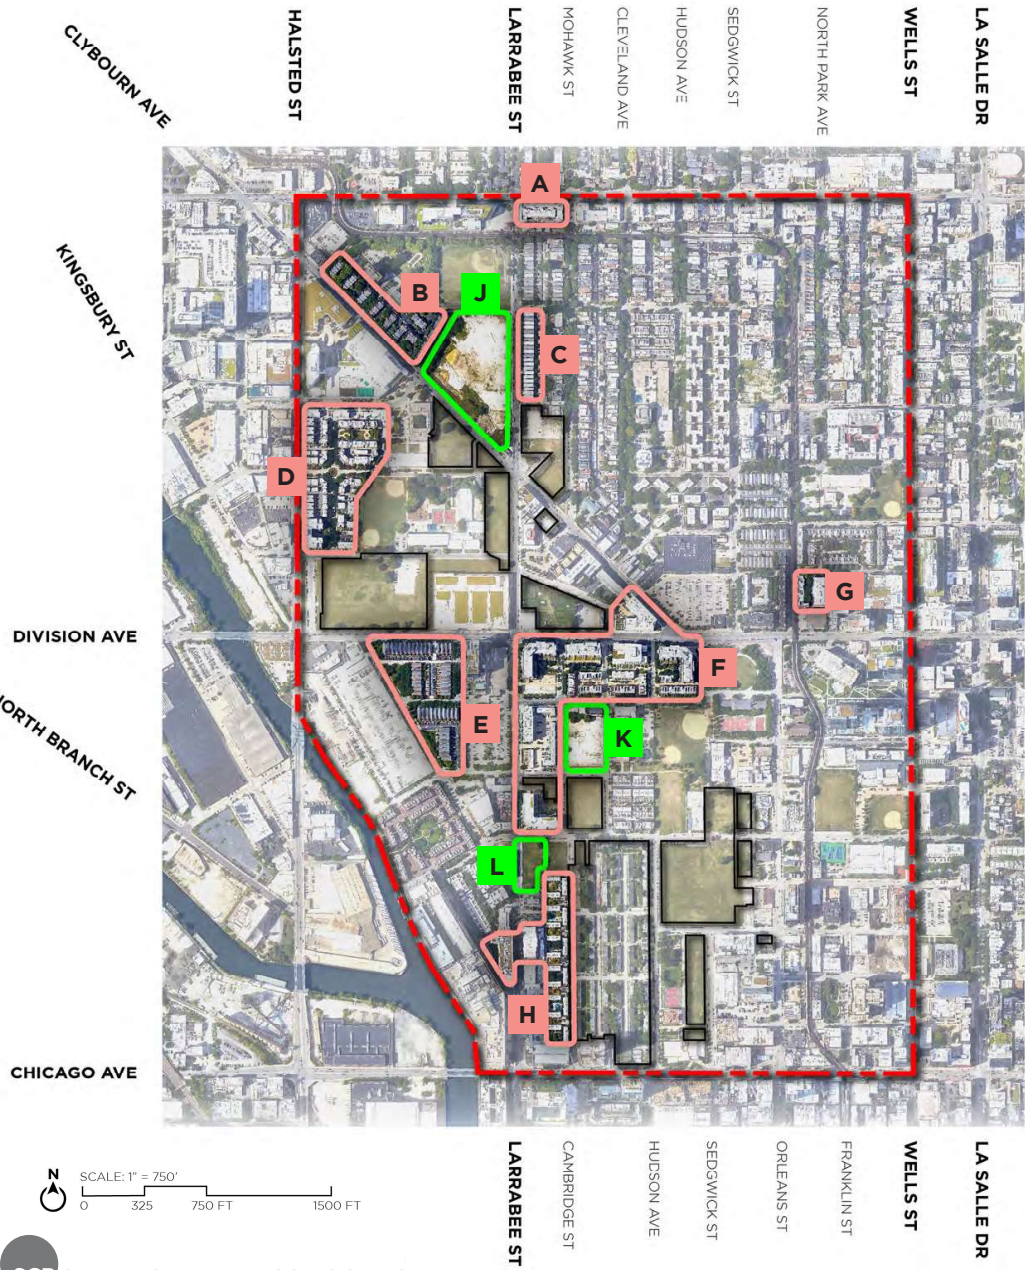 CLYBOURN AVE
HALSTED ST
LARRABEE ST
MOHAWK ST
CLEVELAND AVE
HUDSON AVE
SEDGWICK ST
NORTH PARK AVE
WELLS ST
LA SALLE DR
A
KINGSBURY ST
B
J
C
D
G
DIVISION AVE
F
NORTH BRANCH ST
E
K
L
H
CHICAGO AVE
N
SCALE: 1" = 750'
0
325
750 FT
1500 FT
LARRABEE ST
CAMBRIDGE ST
HUDSON AVE
SEDGWICK ST
ORLEANS ST
FRANKLIN ST
WELLS ST
LA SALLE DR